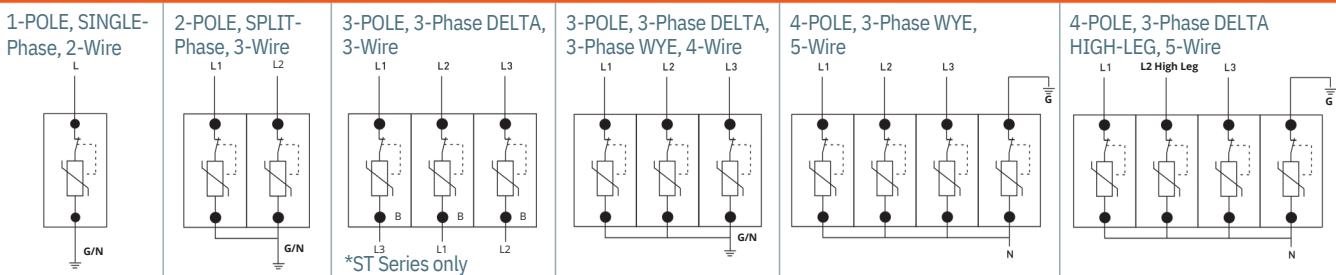 1-POLE, SINGLE-
Phase, 2-Wire
L
G/N
2-POLE, SPLIT-
Phase, 3-Wire
L1 L2
G/N
3-POLE, 3-Phase DELTA,
3-Wire
L1 L2 L3
B B B
L3 L1 L2
*ST Series only
3-POLE, 3-Phase DELTA,
3-Phase WYE, 4-Wire
L1 L2 L3
G/N
4-POLE, 3-Phase WYE,
5-Wire
L1 L2 L3
G
N
4-POLE, 3-Phase DELTA
HIGH-LEG, 5-Wire
L1 L2 High Leg L3
G
N